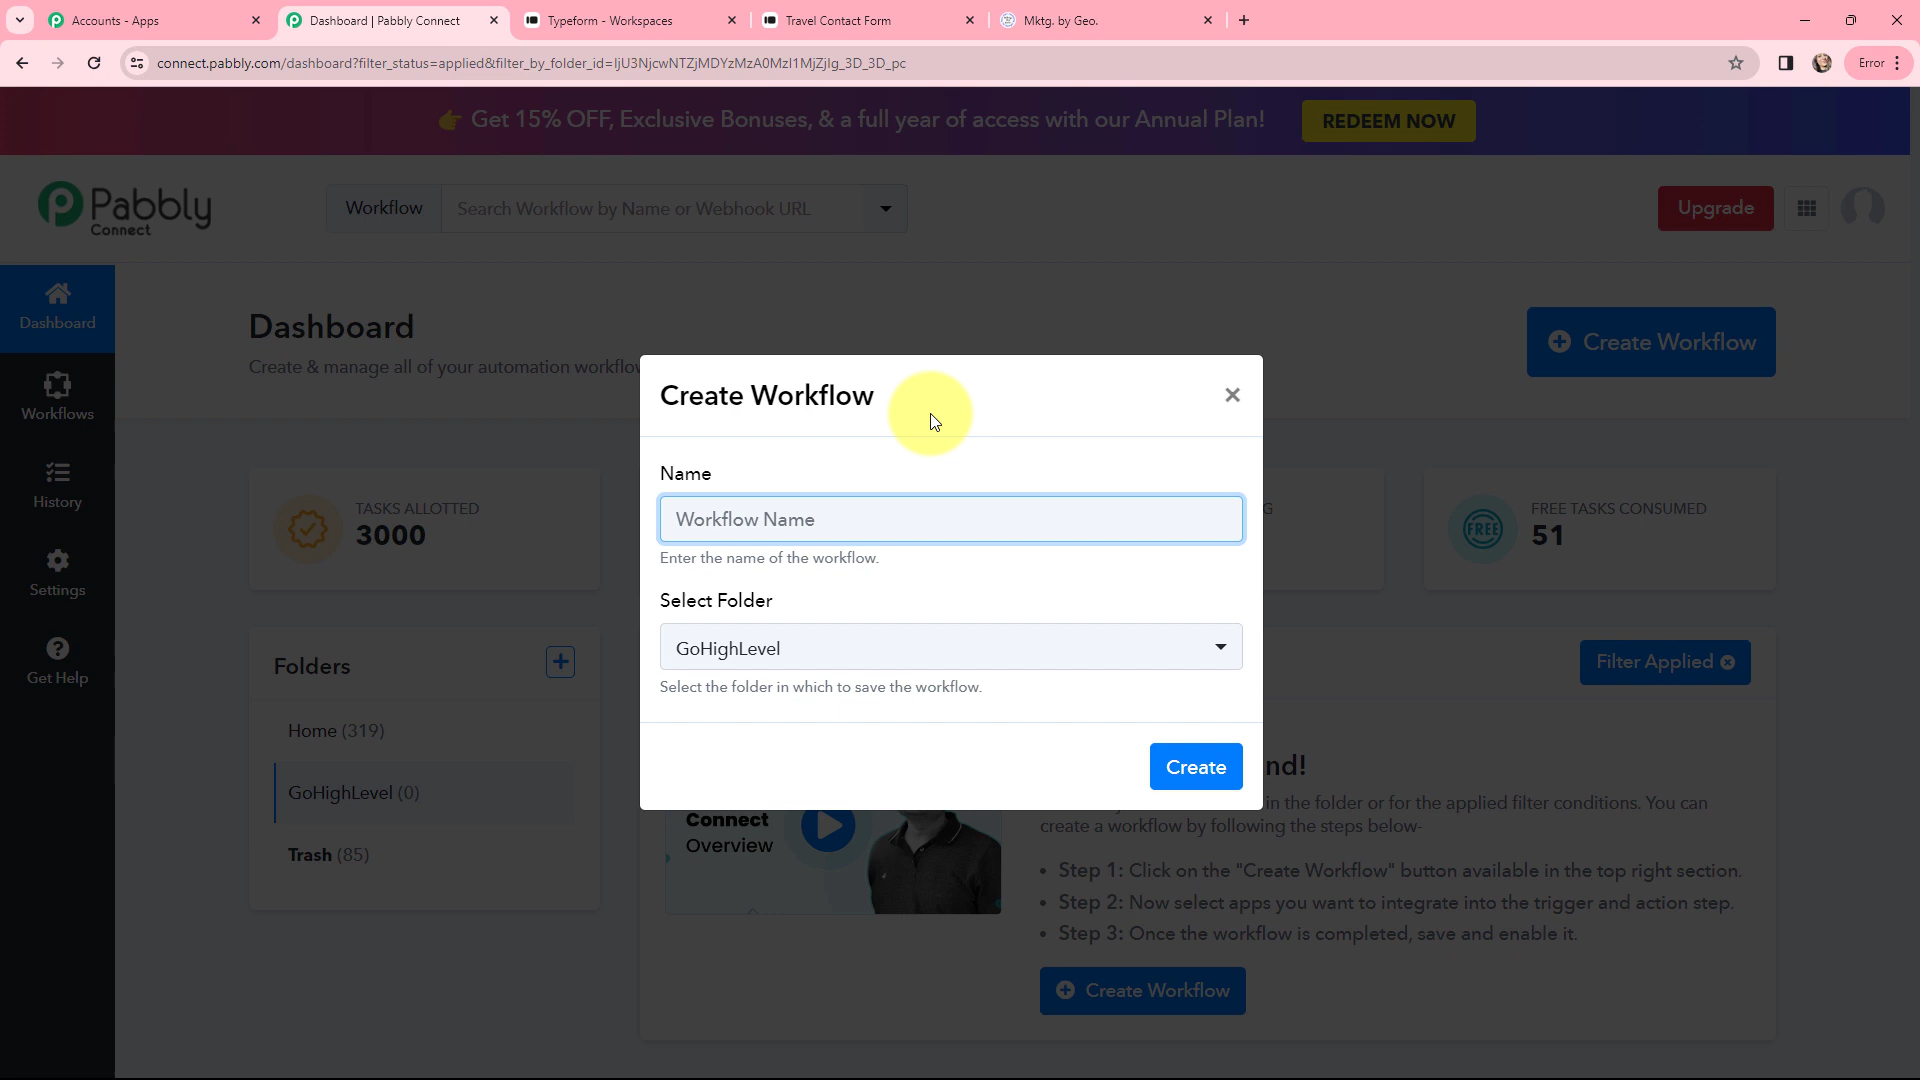 Accounts - Apps
Dashboard | Pabbly Connect
Typeform - Workspaces
Travel Contact Form
Mktg. by Geo.
connect.pabbly.com/dashboard?filter_status=applied&filter_by_folder_id=IjU3NjcwNTZjMDYzMzA0MzI1MjZjIg_3D_3D_pc
Error
Get 15% OFF, Exclusive Bonuses, & a full year of access with our Annual Plan!
REDEEM NOW
Pabbly
Connect
Workflow
Search Workflow by Name or Webhook URL
Upgrade
Dashboard
Workflows
History
Settings
Get Help
Dashboard
Create & manage all of your automation workflo
Create Workflow
Create Workflow
Name
Workflow Name
Enter the name of the workflow.
Select Folder
GoHighLevel
Select the folder in which to save the workflow.
Create
TASKS ALLOTTED
3000
G
FREE TASKS CONSUMED
FREE
51
Folders
Home (319)
GoHighLevel (0)
Trash (85)
Filter Applied
Connect
Overview
nd!
in the folder or for the applied filter conditions. You can
create a workflow by following the steps below-
• Step 1: Click on the "Create Workflow" button available in the top right section.
• Step 2: Now select apps you want to integrate into the trigger and action step.
• Step 3: Once the workflow is completed, save and enable it.
Create Workflow